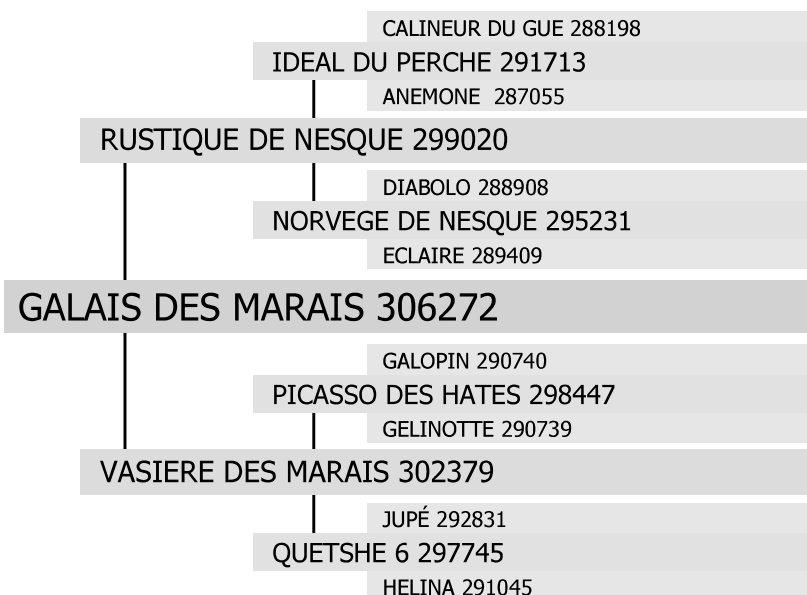 CALINEUR DU GUE 288198
IDEAL DU PERCHE 291713
ANEMONE  287055
RUSTIQUE DE NESQUE 299020
DIABOLO 288908
NORVEGE DE NESQUE 295231
ECLAIRE 289409
GALAIS DES MARAIS 306272
GALOPIN 290740
PICASSO DES HATES 298447
GELINOTTE 290739
VASIERE DES MARAIS 302379
JUPÉ 292831
QUETSHE 6 297745
HELINA 291045